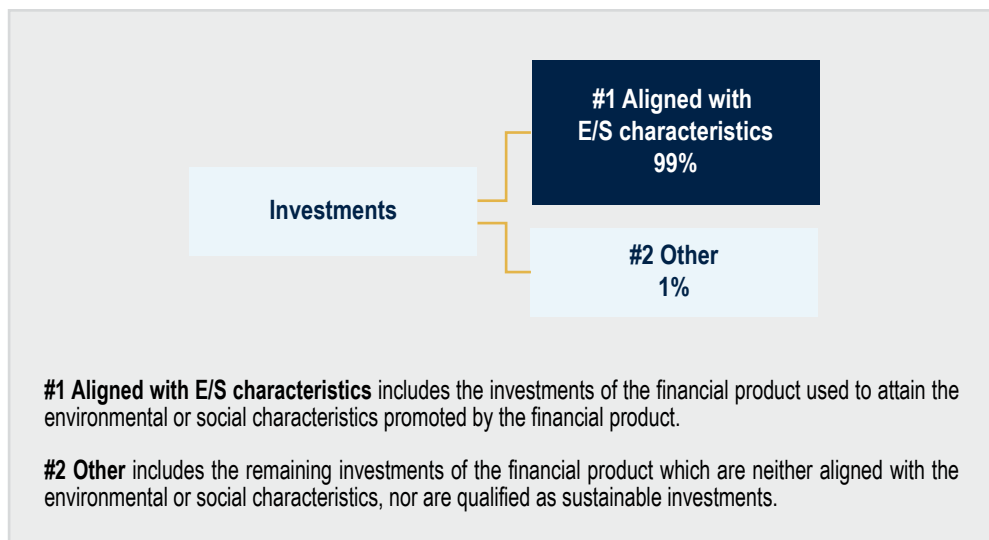 #1 Aligned with
E/S characteristics
99%
Investments
#2 Other
1%
#1 Aligned with E/S characteristics includes the investments of the financial product used to attain the
environmental or social characteristics promoted by the financial product.
#2 Other includes the remaining investments of the financial product which are neither aligned with the
environmental or social characteristics, nor are qualified as sustainable investments.